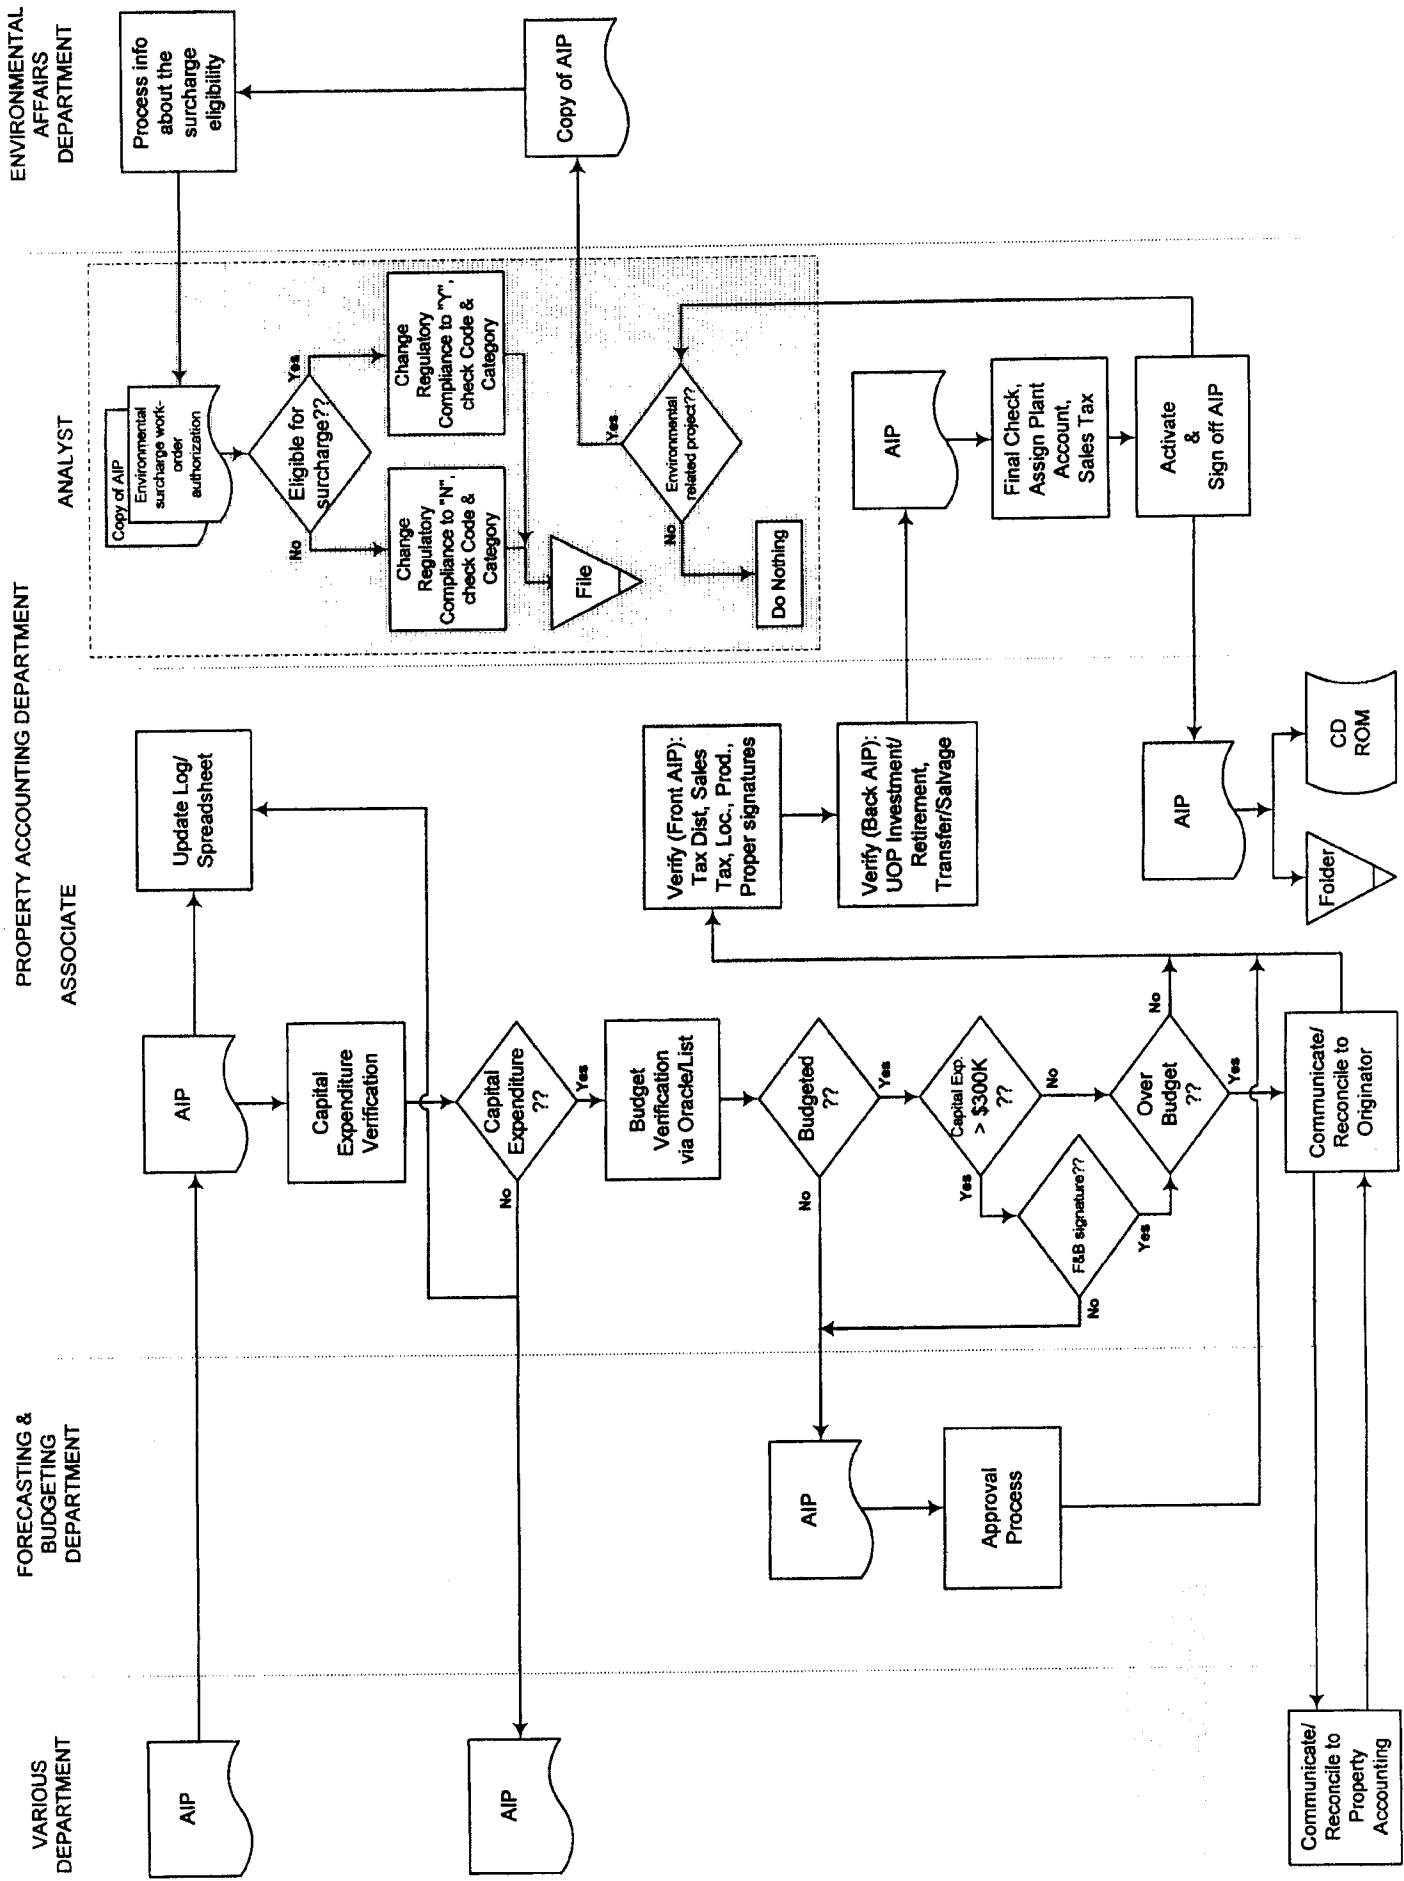 VARIOUS
DEPARTMENT
FORECASTING &
BUDGETING
DEPARTMENT
PROPERTY ACCOUNTING DEPARTMENT
ASSOCIATE
ANALYST
ENVIRONMENTAL
AFFAIRS
DEPARTMENT
AIP
AIP
Update Log/
Spreadsheet
Copy of AIP
Environmental
surcharge work-
order
authorization
Process info
about the
surcharge
eligibility
Capital
Expenditure
Verification
Eligible for
surcharge??
No
Yes
AIP
No
Capital
Expenditure
??
Yes
Change
Regulatory
Compliance to "N",
check Code &
Category
Change
Regulatory
Compliance to "Y",
check Code &
Category
File
Copy of AIP
Budget
Verification
via Oracle/List
Verify (Front AIP):
Tax Dist, Sales
Tax, Loc., Prod.,
Proper signatures
No
Environmental
related project??
Yes
Do Nothing
AIP
No
Budgeted
??
Yes
Verify (Back AIP):
UOP Investment/
Retirement,
Transfer/Salvage
AIP
Approval
Process
Yes
Capital Exp.
> $300K
??
No
Final Check,
Assign Plant
Account,
Sales Tax
No
F&B signature??
Yes
Over
Budget
??
No
Yes
AIP
Activate
&
Sign off AIP
Communicate/
Reconcile to
Property
Accounting
Communicate/
Reconcile to
Originator
Folder
CD
ROM